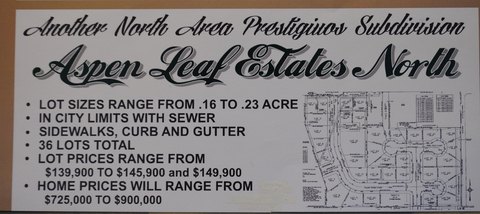 Another North Area Prestigiuos Subdivision
Aspen Leaf Estates North
• LOT SIZES RANGE FROM .16 TO .23 ACRE
• IN CITY LIMITS WITH SEWER
• SIDEWALKS, CURB AND GUTTER
• 36 LOTS TOTAL
• LOT PRICES RANGE FROM
$139,900 TO $145,900 and $149,900
• HOME PRICES WILL RANGE FROM
$725,000 TO $900,000